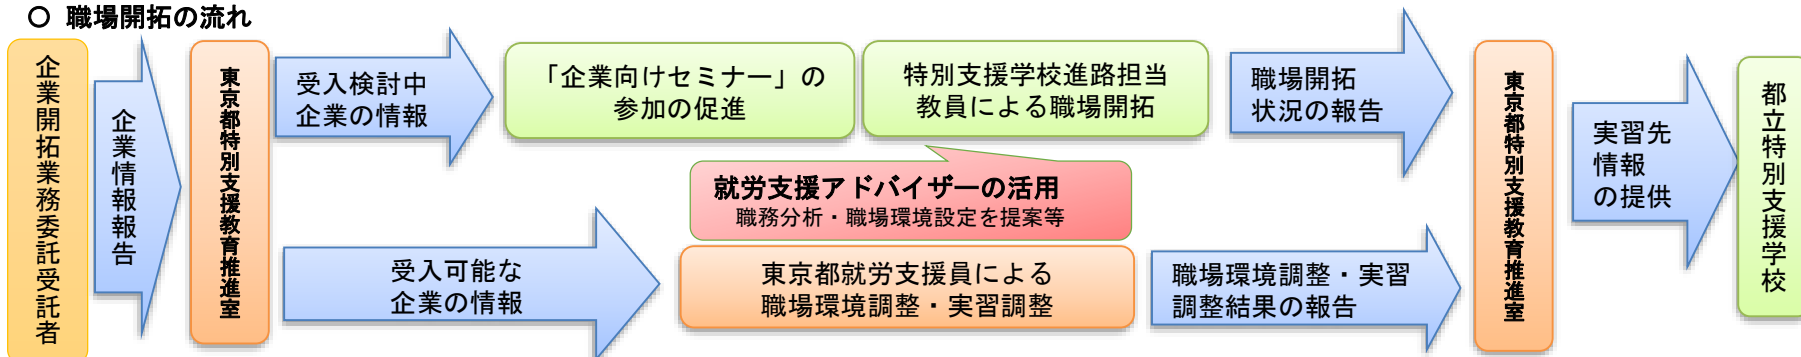 〇 職場開拓の流れ
企業開拓業務委託受託者
企業情報報告
東京都特別支援教育推進室
受入検討中
企業の情報
「企業向けセミナー」の
参加の促進
特別支援学校進路担当
教員による職場開拓
職場開拓
状況の報告
就労支援アドバイザーの活用
職務分析・職場環境設定を提案等
受入可能な
企業の情報
東京都就労支援員による
職場環境調整・実習調整
職場環境調整・実習
調整結果の報告
東京都特別支援教育推進室
実習先
情報
の提供
都立特別支援学校